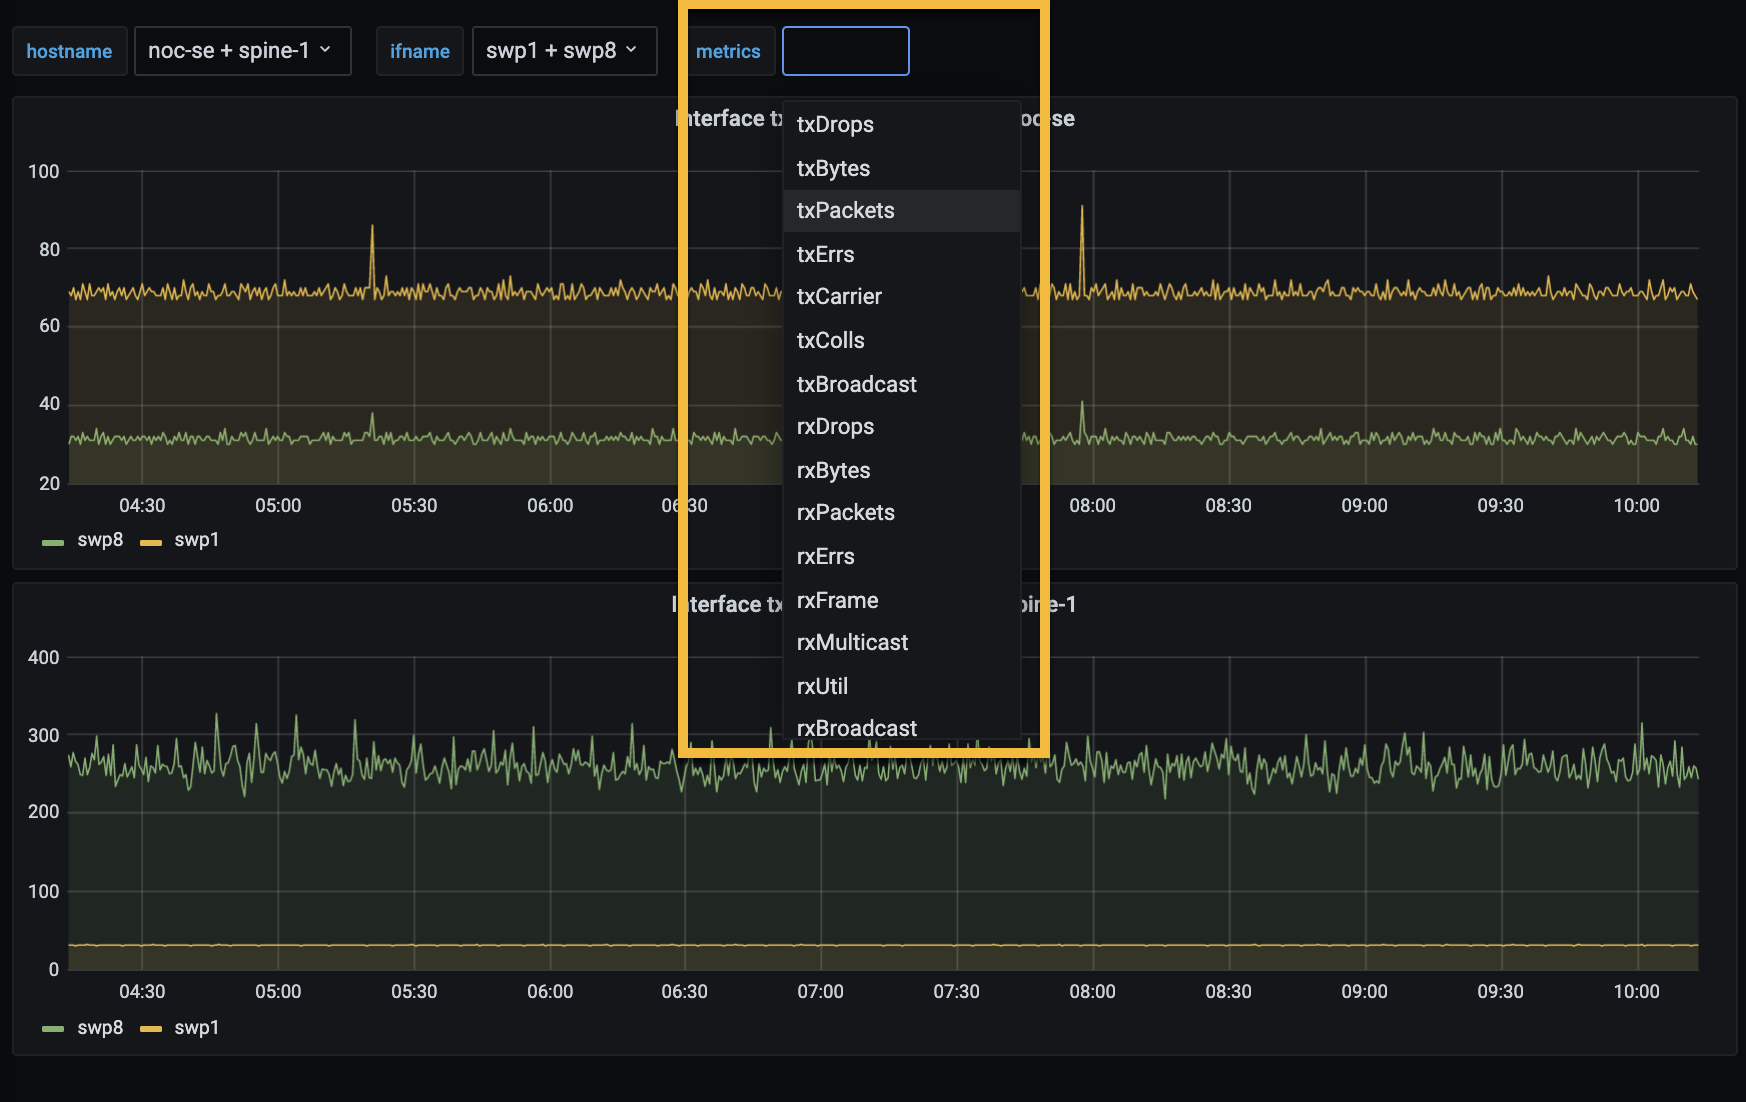 hostname noc-se + spine-1 ifname swp1 + swp8 metrics
Interface tx
txDrops
txBytes
txPackets
txErrs
txCarrier
txColls
txBroadcast
rxDrops
rxBytes
rxPackets
rxErrs
rxFrame
rxMulticast
rxUtil
rxBroadcast
oc-se
100
80
60
40
20
04:30 05:00 05:30 06:00 06:30 08:00 08:30 09:00 09:30 10:00
swp8 swp1
Interface tx pine-1
400
300
200
100
0
04:30 05:00 05:30 06:00 06:30 07:00 07:30 08:00 08:30 09:00 09:30 10:00
swp8 swp1